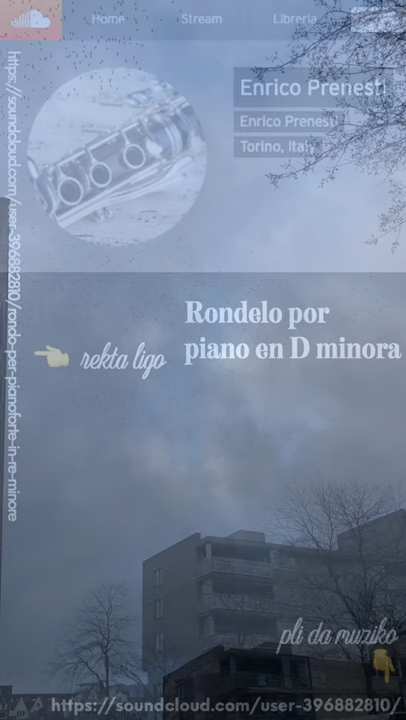 Home Stream Libreria
Enrico Prenesti
Enrico Prenesti
Torino, Italy
https://soundcloud.com/user-396882810/rondo-per-pianoforte-in-re-minore
Rondelo por
piano en D minora
👈 rekta ligo
pli da muziko
👇
https://soundcloud.com/user-396882810/